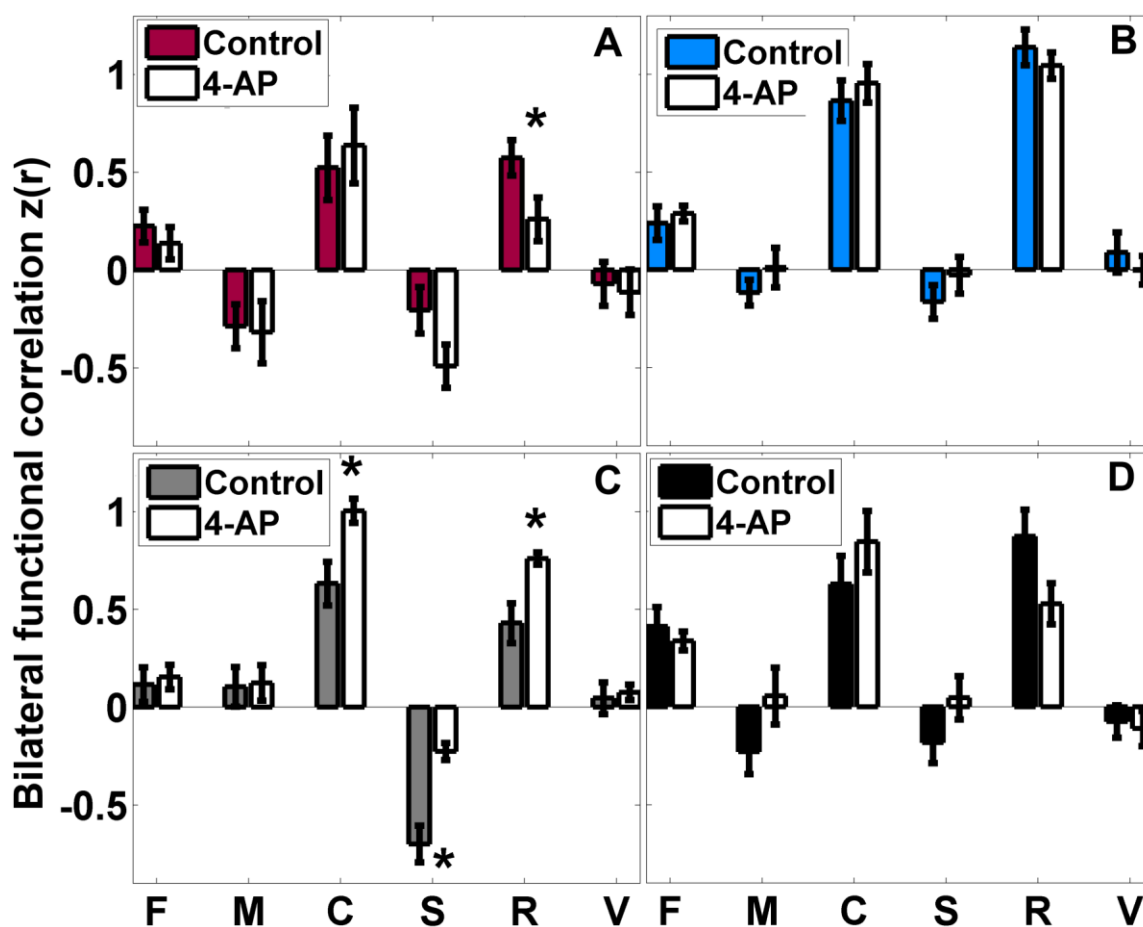 Bilateral functional correlation z(r)
Control
4-AP
A
*
1
0.5
0
-0.5
Control
4-AP
B
Control
4-AP
C
*
*
*
1
0.5
0
-0.5
Control
4-AP
D
F M C S R V
F M C S R V